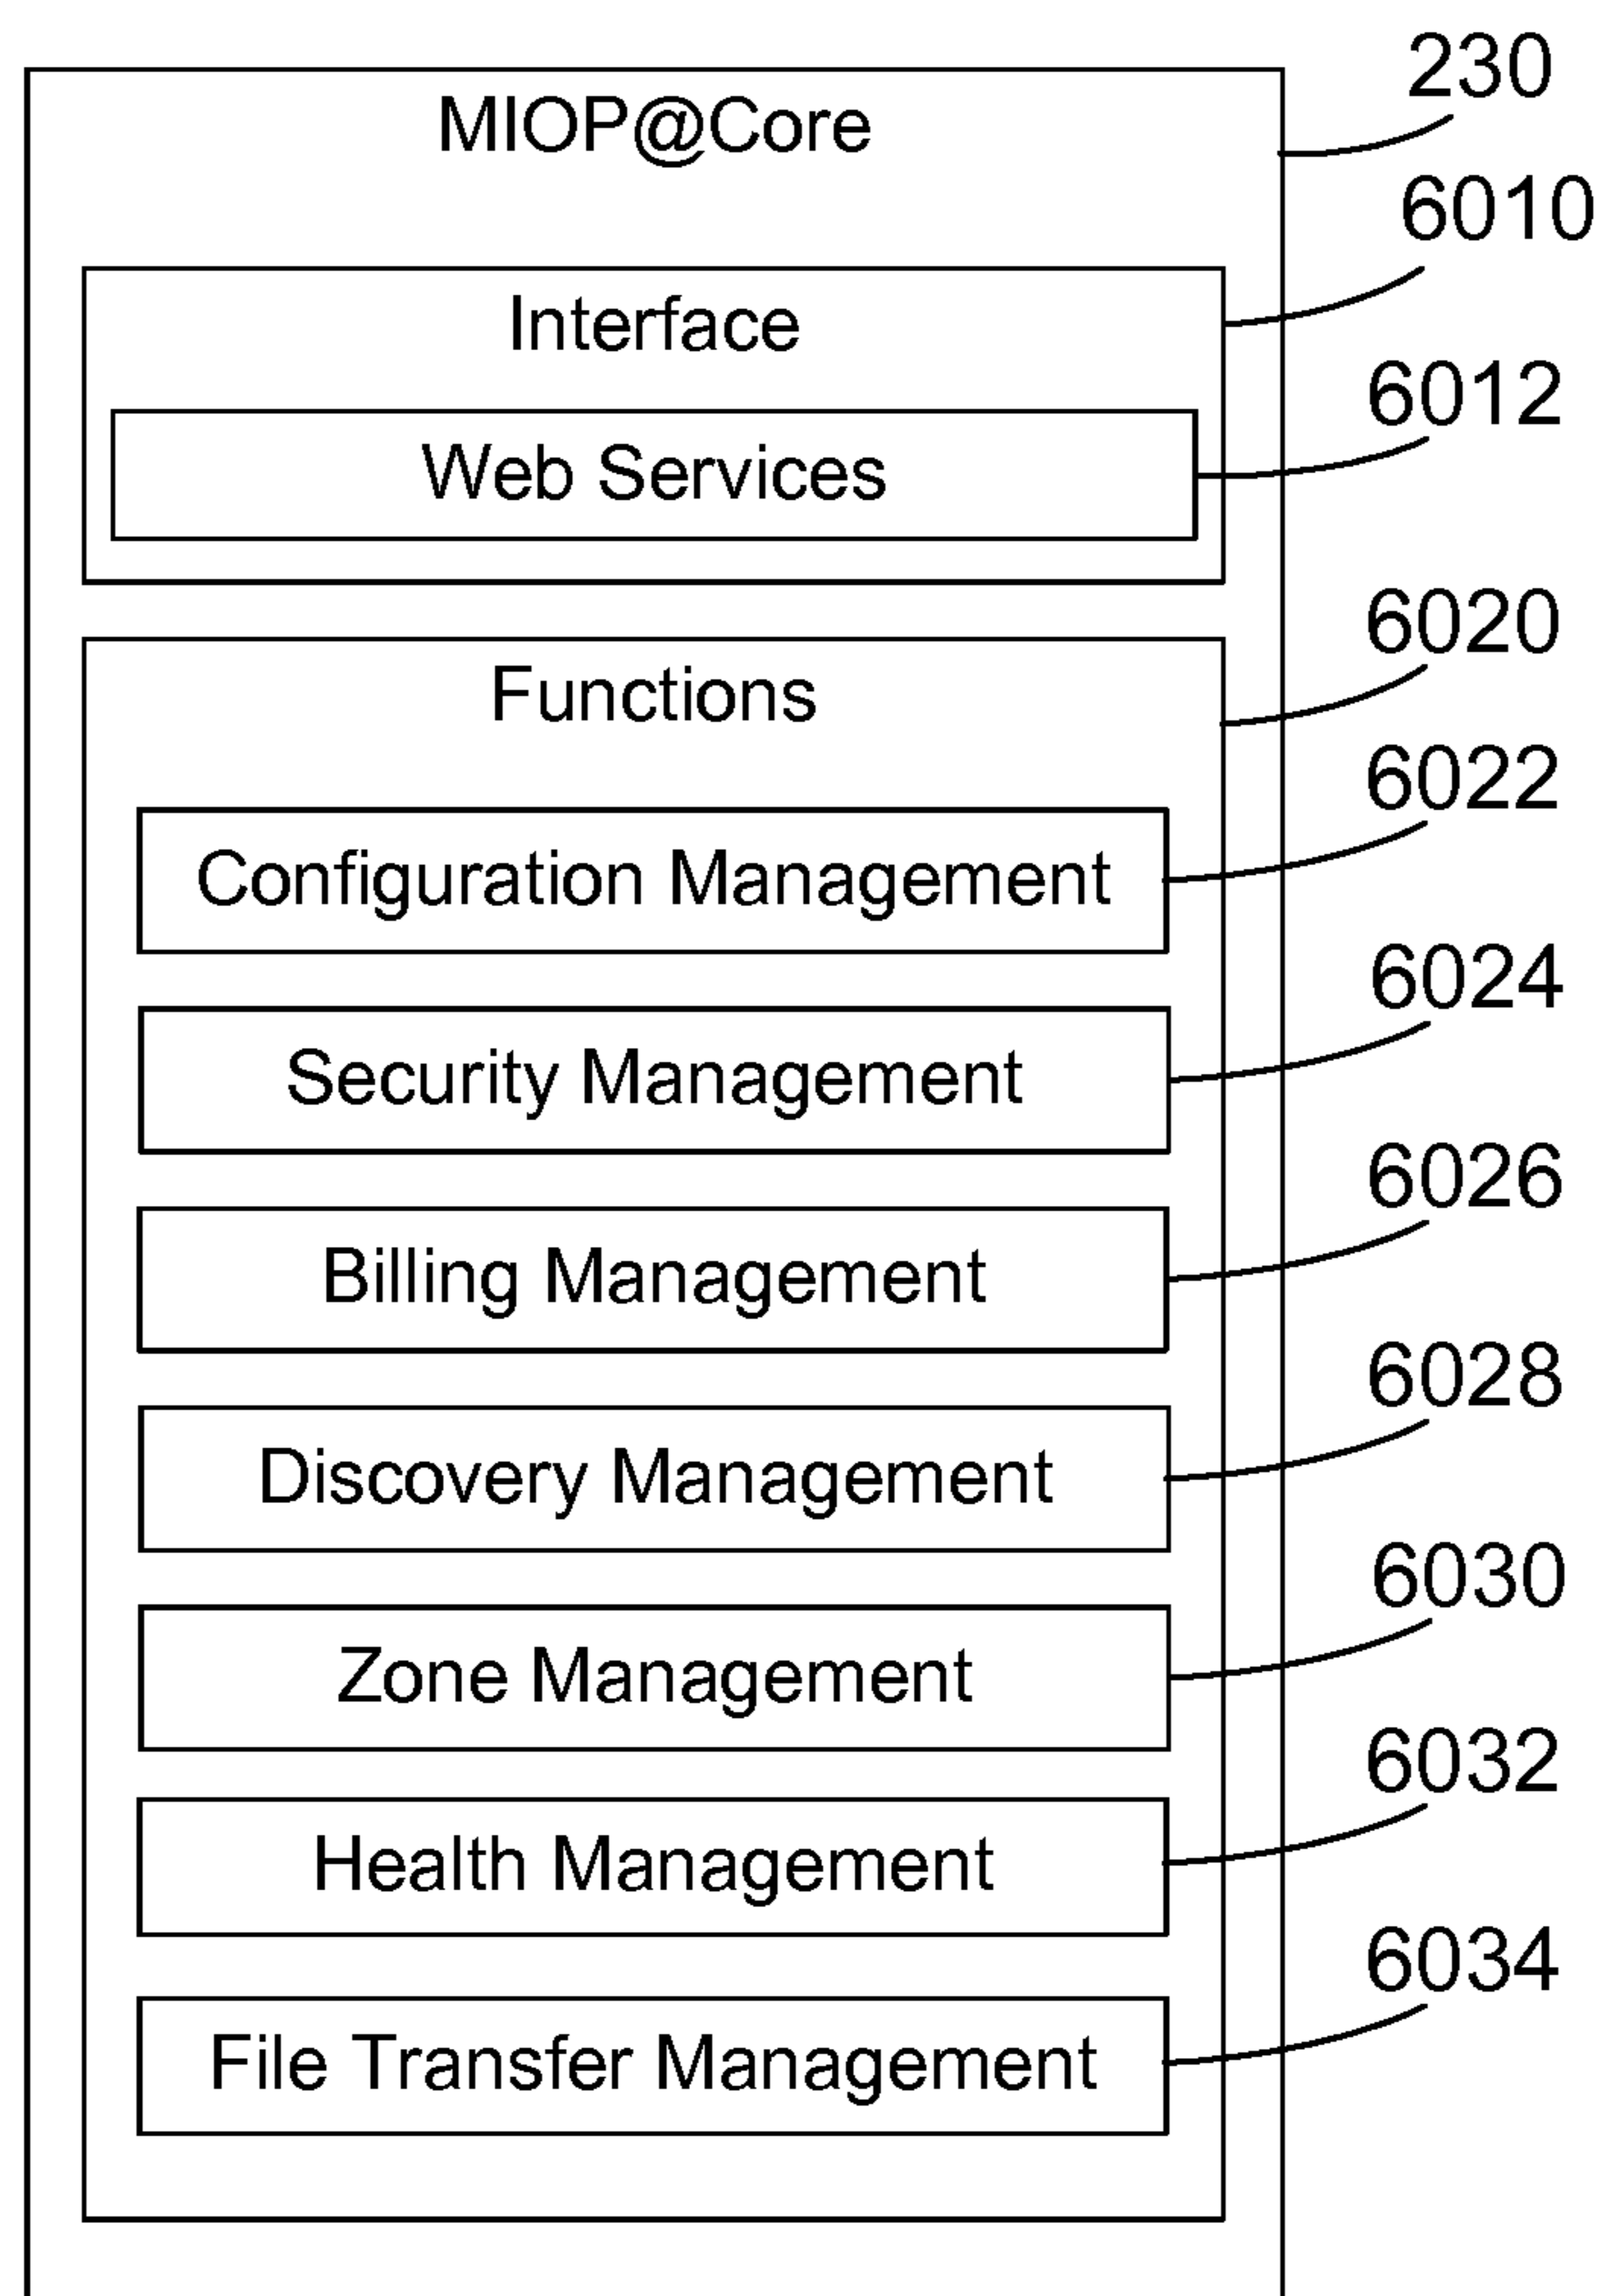 230
MIOP@Core
6010
Interface
6012
Web Services
6020
Functions
6022
Configuration Management
6024
Security Management
6026
Billing Management
6028
Discovery Management
6030
Zone Management
6032
Health Management
6034
File Transfer Management